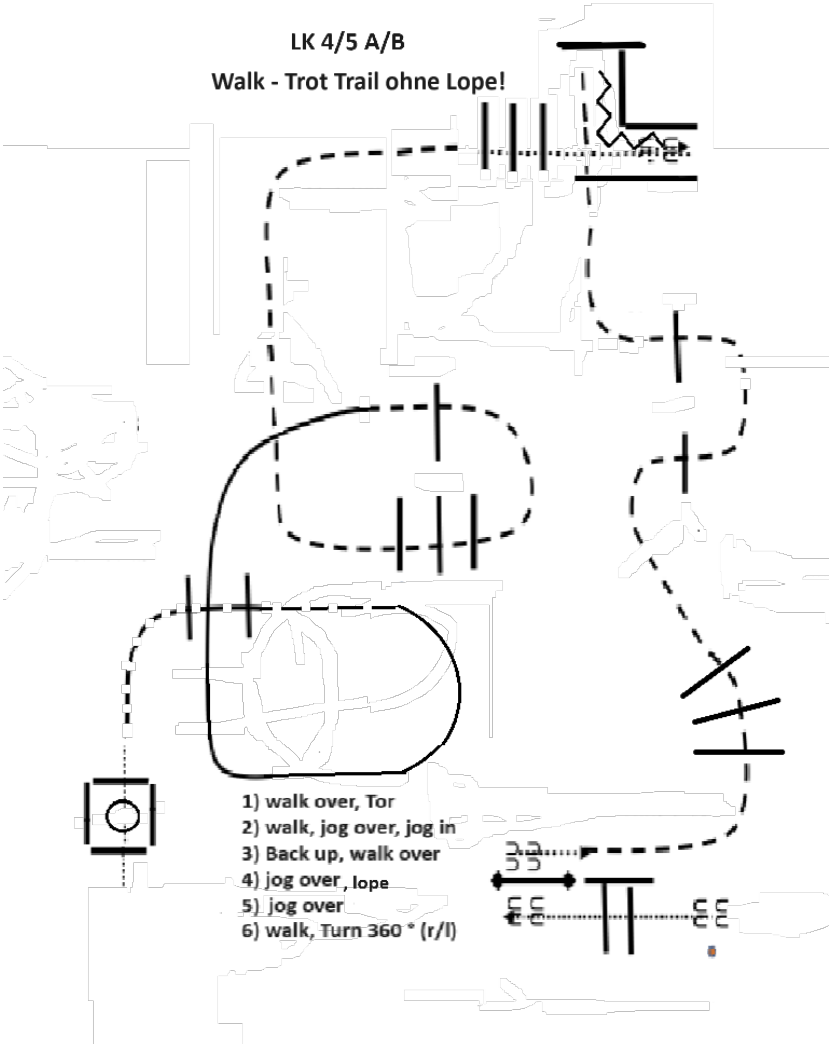 LK 4/5 A/B
Walk - Trot Trail ohne Lope!
1) walk over, Tor
2) walk, jog over, jog in
3) Back up, walk over
4) jog over, lope
5) jog over
6) walk, Turn 360 ° (r/l)